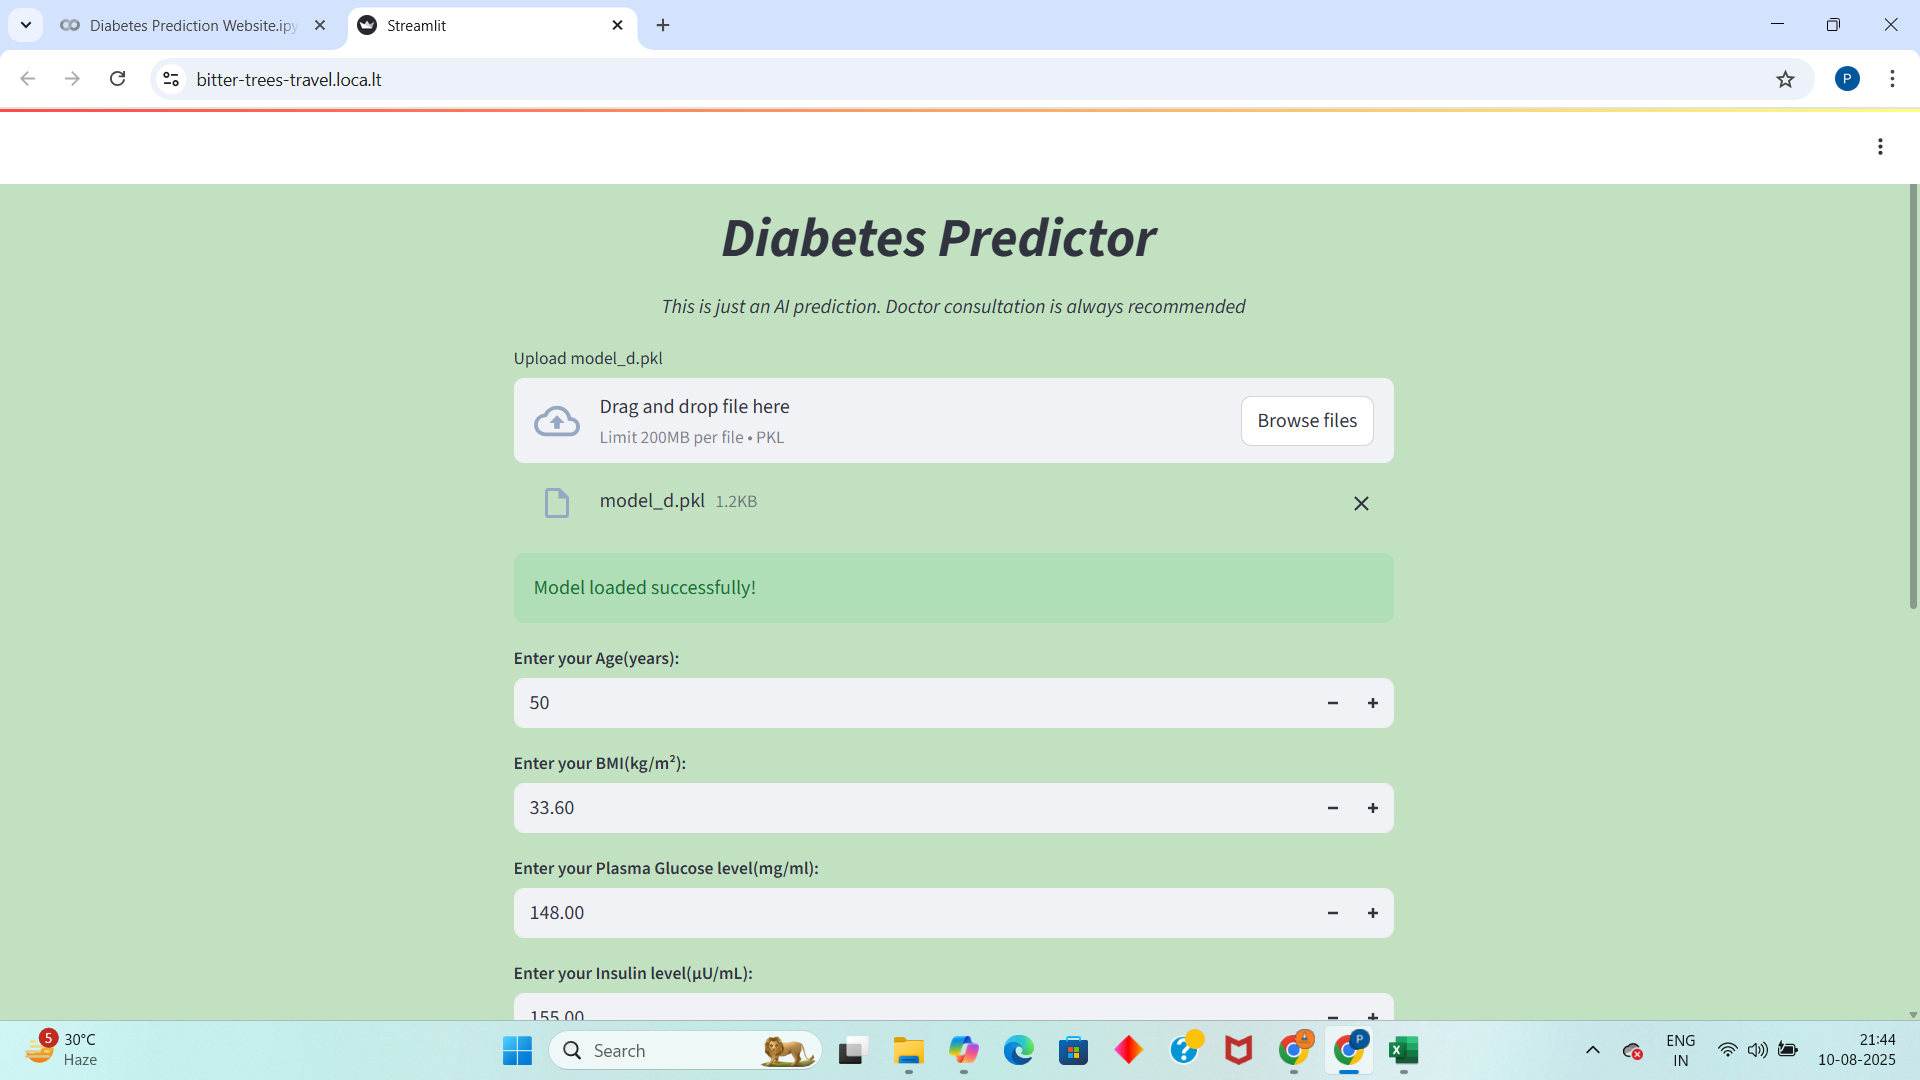 Diabetes Prediction Website.ipy
Streamlit
bitter-trees-travel.loca.lt
P
Diabetes Predictor
This is just an AI prediction. Doctor consultation is always recommended
Upload model_d.pkl
Drag and drop file here
Limit 200MB per file • PKL
Browse files
model_d.pkl 1.2KB
Model loaded successfully!
Enter your Age(years):
50
Enter your BMI(kg/m²):
33.60
Enter your Plasma Glucose level(mg/ml):
148.00
Enter your Insulin level(μU/mL):
155.00
5
30°C
Haze
Search
P
ENG
IN
21:44
10-08-2025